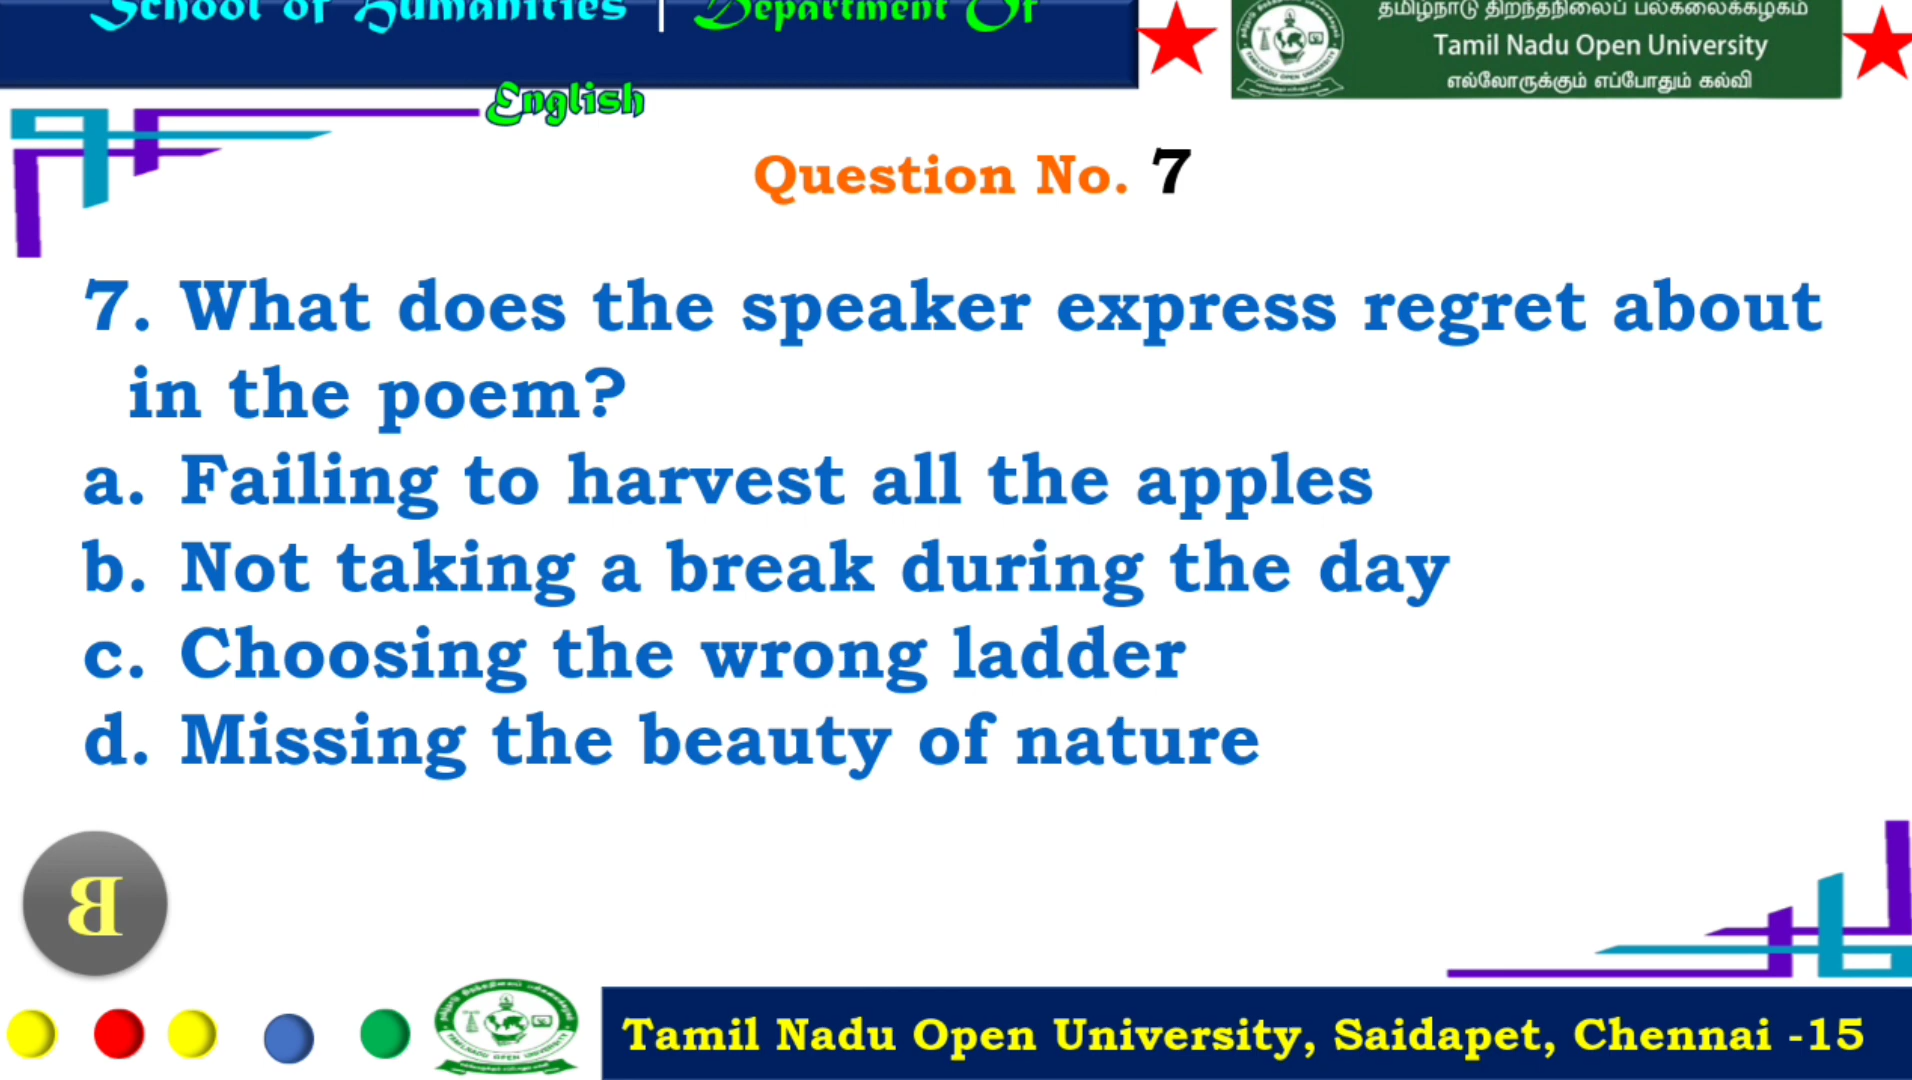 School of Humanities | Department Of
English
தமிழ்நாடு திறந்தநிலைப் பல்கலைக்கழகம்
Tamil Nadu Open University
எல்லோருக்கும் எப்போதும் கல்வி
Question No. 7
7. What does the speaker express regret about
in the poem?
a. Failing to harvest all the apples
b. Not taking a break during the day
c. Choosing the wrong ladder
d. Missing the beauty of nature
B
Tamil Nadu Open University, Saidapet, Chennai -15